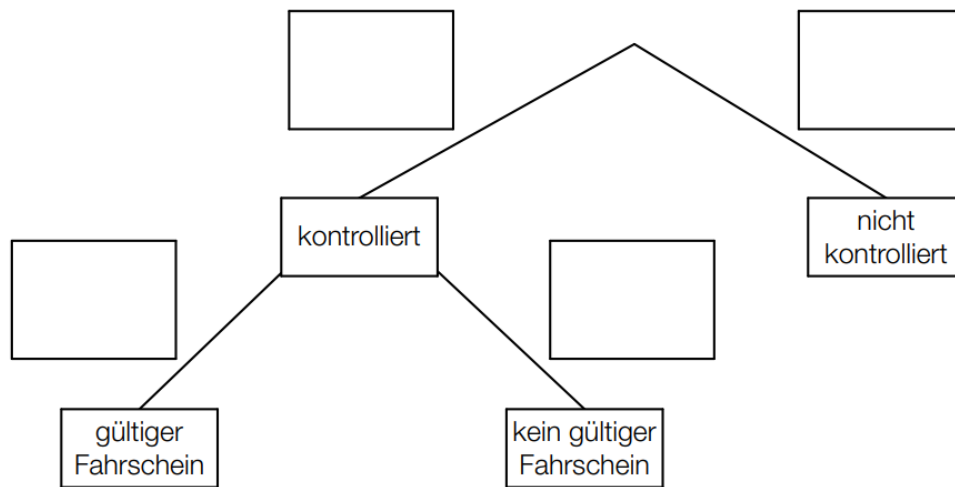 kontrolliert
nicht
kontrolliert
gültiger
Fahrschein
kein gültiger
Fahrschein